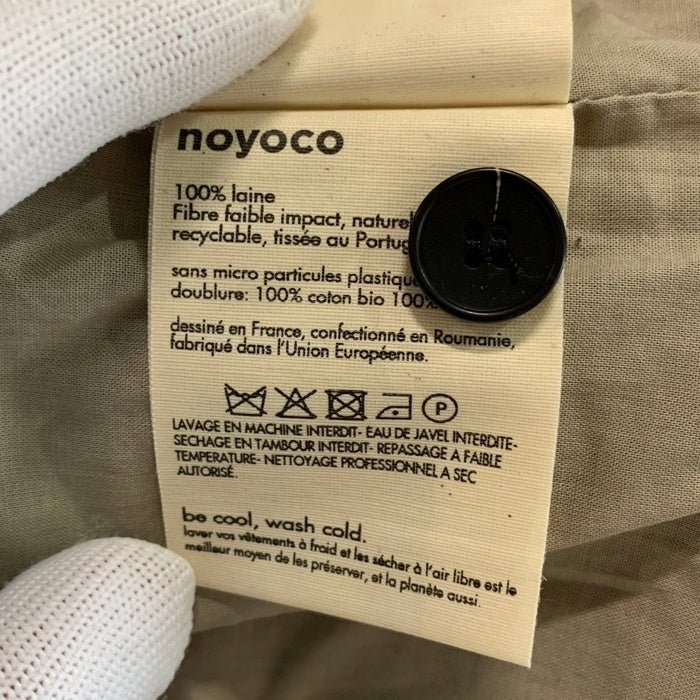 noyoco
100% laine
Fibre faible impact, naturel
recyclable, tissée au
sans micro particules
doublure: 100% coton bio 100%
dessiné en France, confectionné en Roumanie,
fabriqué dans l'Union Européenne.
P
LAVAGE EN MACHINE INTERDIT- EAU DE JAVEL INTERDITE-
SECHAGE EN TAMBOUR INTERDIT- REPASSAGE A FAIBLE
TEMPERATURE- NETTOYAGE PROFESSIONNEL A SEC
AUTORISÉ.
be cool, wash cold.
laver vos vêtements à froid et les sécher à l'air libre est le
meilleur moyen de les préserver, et la planète aussi.